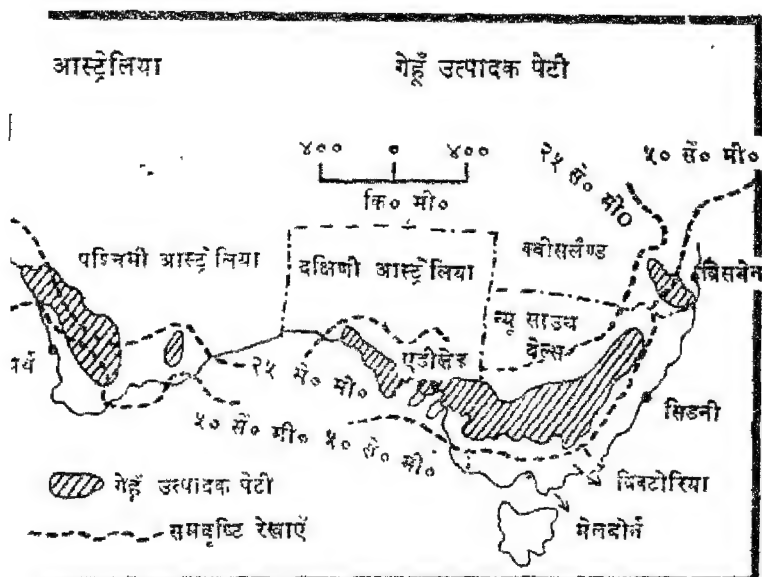 आस्ट्रेलिया
गेहूँ उत्पादक पेटी
४०० ० ४००
कि० मी०
२५ सें० मी०
५० सें० मी०
पश्चिमी आस्ट्रेलिया
दक्षिणी आस्ट्रेलिया
क्वीसलैण्ड
ब्रिसबेन
न्यू साउथ
वेल्स
एडीलेड
पर्थ
२५ सें० मी०
५० सें० मी०
५० सें० मी०
सिडनी
विक्टोरिया
मेलबोर्न
गेहूँ उत्पादक पेटी
समवृष्टि रेखाएँ